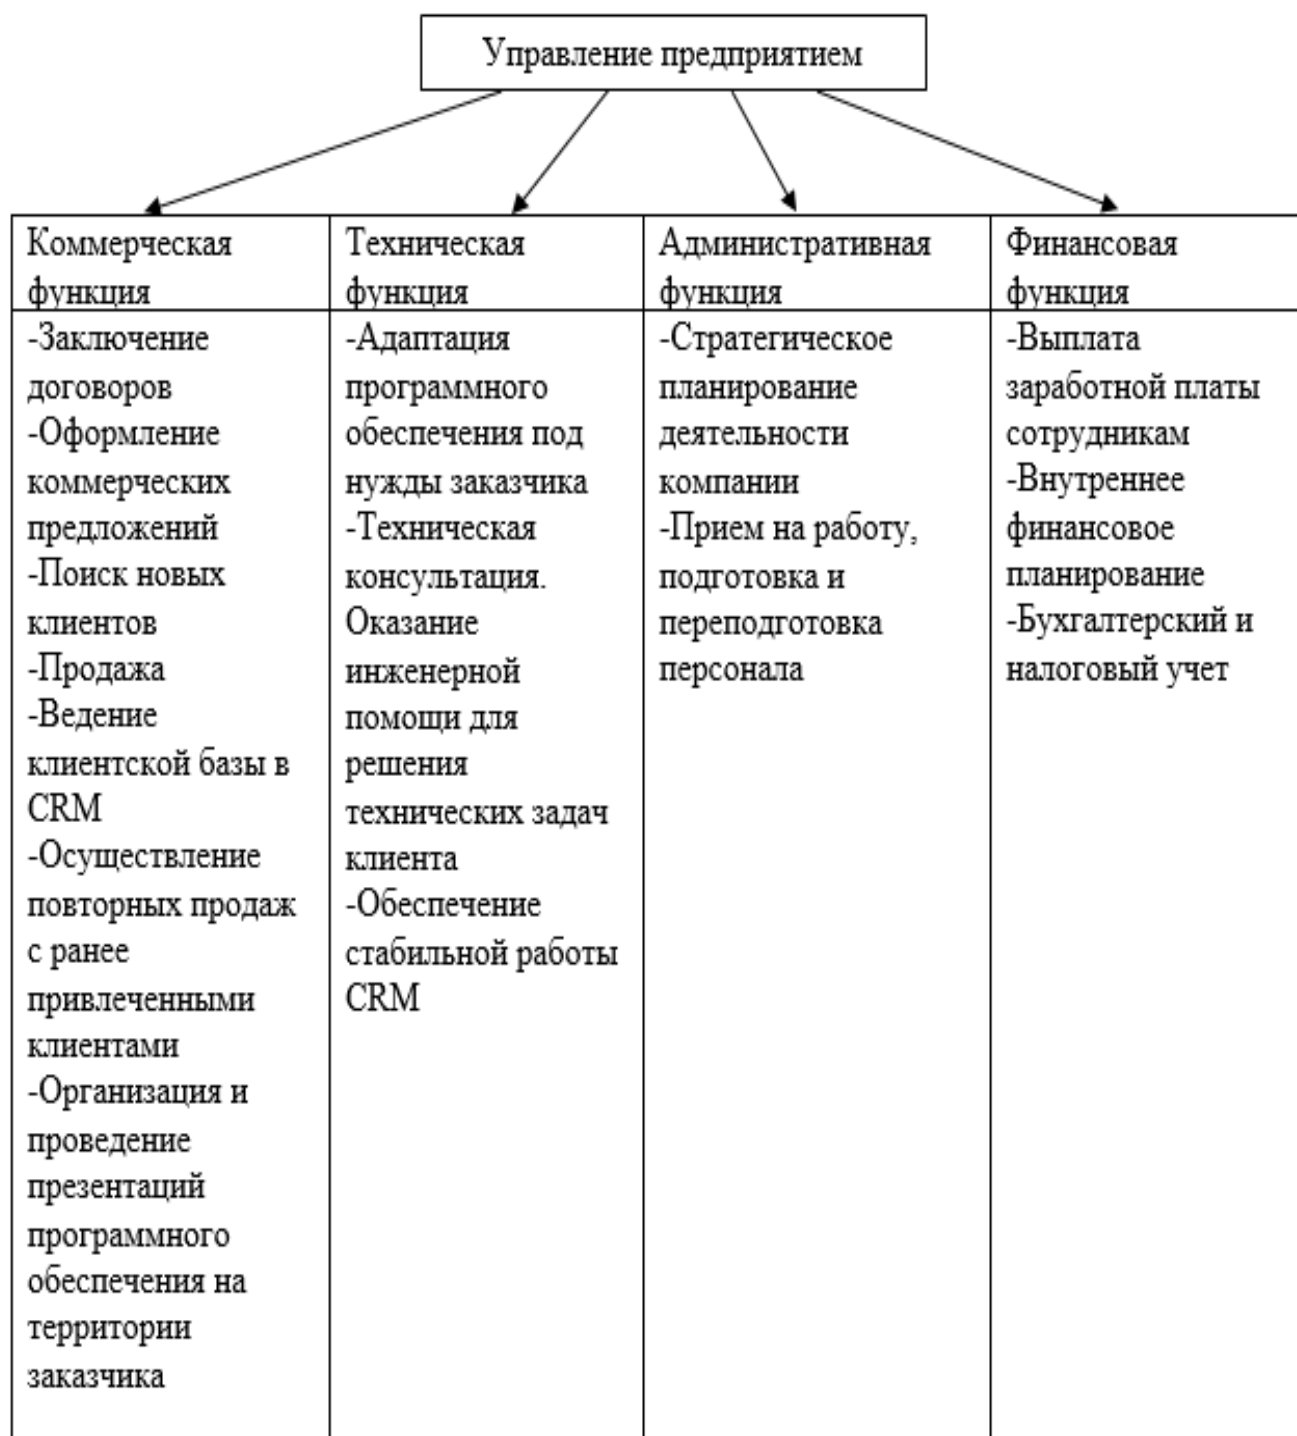 Управление предприятием
Коммерческая
функция
Техническая
функция
Административная
функция
Финансовая
функция
-Заключение
договоров
-Оформление
коммерческих
предложений
-Поиск новых
клиентов
-Продажа
-Ведение
клиентской базы в
CRM
-Осуществление
повторных продаж
с ранее
привлеченными
клиентами
-Организация и
проведение
презентаций
программного
обеспечения на
территории
заказчика
-Адаптация
программного
обеспечения под
нужды заказчика
-Техническая
консультация.
Оказание
инженерной
помощи для
решения
технических задач
клиента
-Обеспечение
стабильной работы
CRM
-Стратегическое
планирование
деятельности
компании
-Прием на работу,
подготовка и
переподготовка
персонала
-Выплата
заработной платы
сотрудникам
-Внутреннее
финансовое
планирование
-Бухгалтерский и
налоговый учет